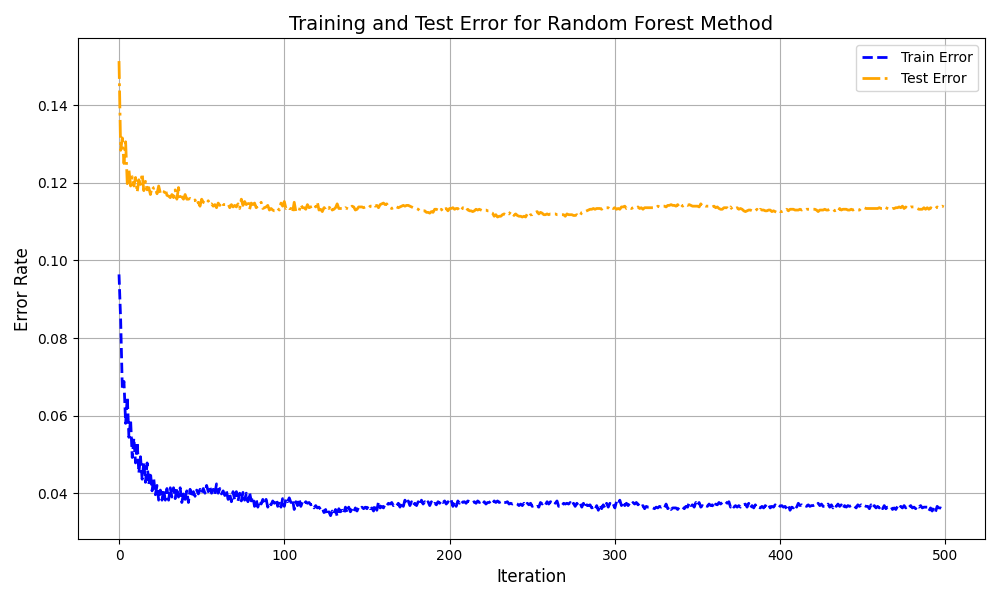 Training and Test Error for Random Forest Method
Train Error
Test Error
Error Rate
0.14
0.12
0.10
0.08
0.06
0.04
0 100 200 300 400 500
Iteration